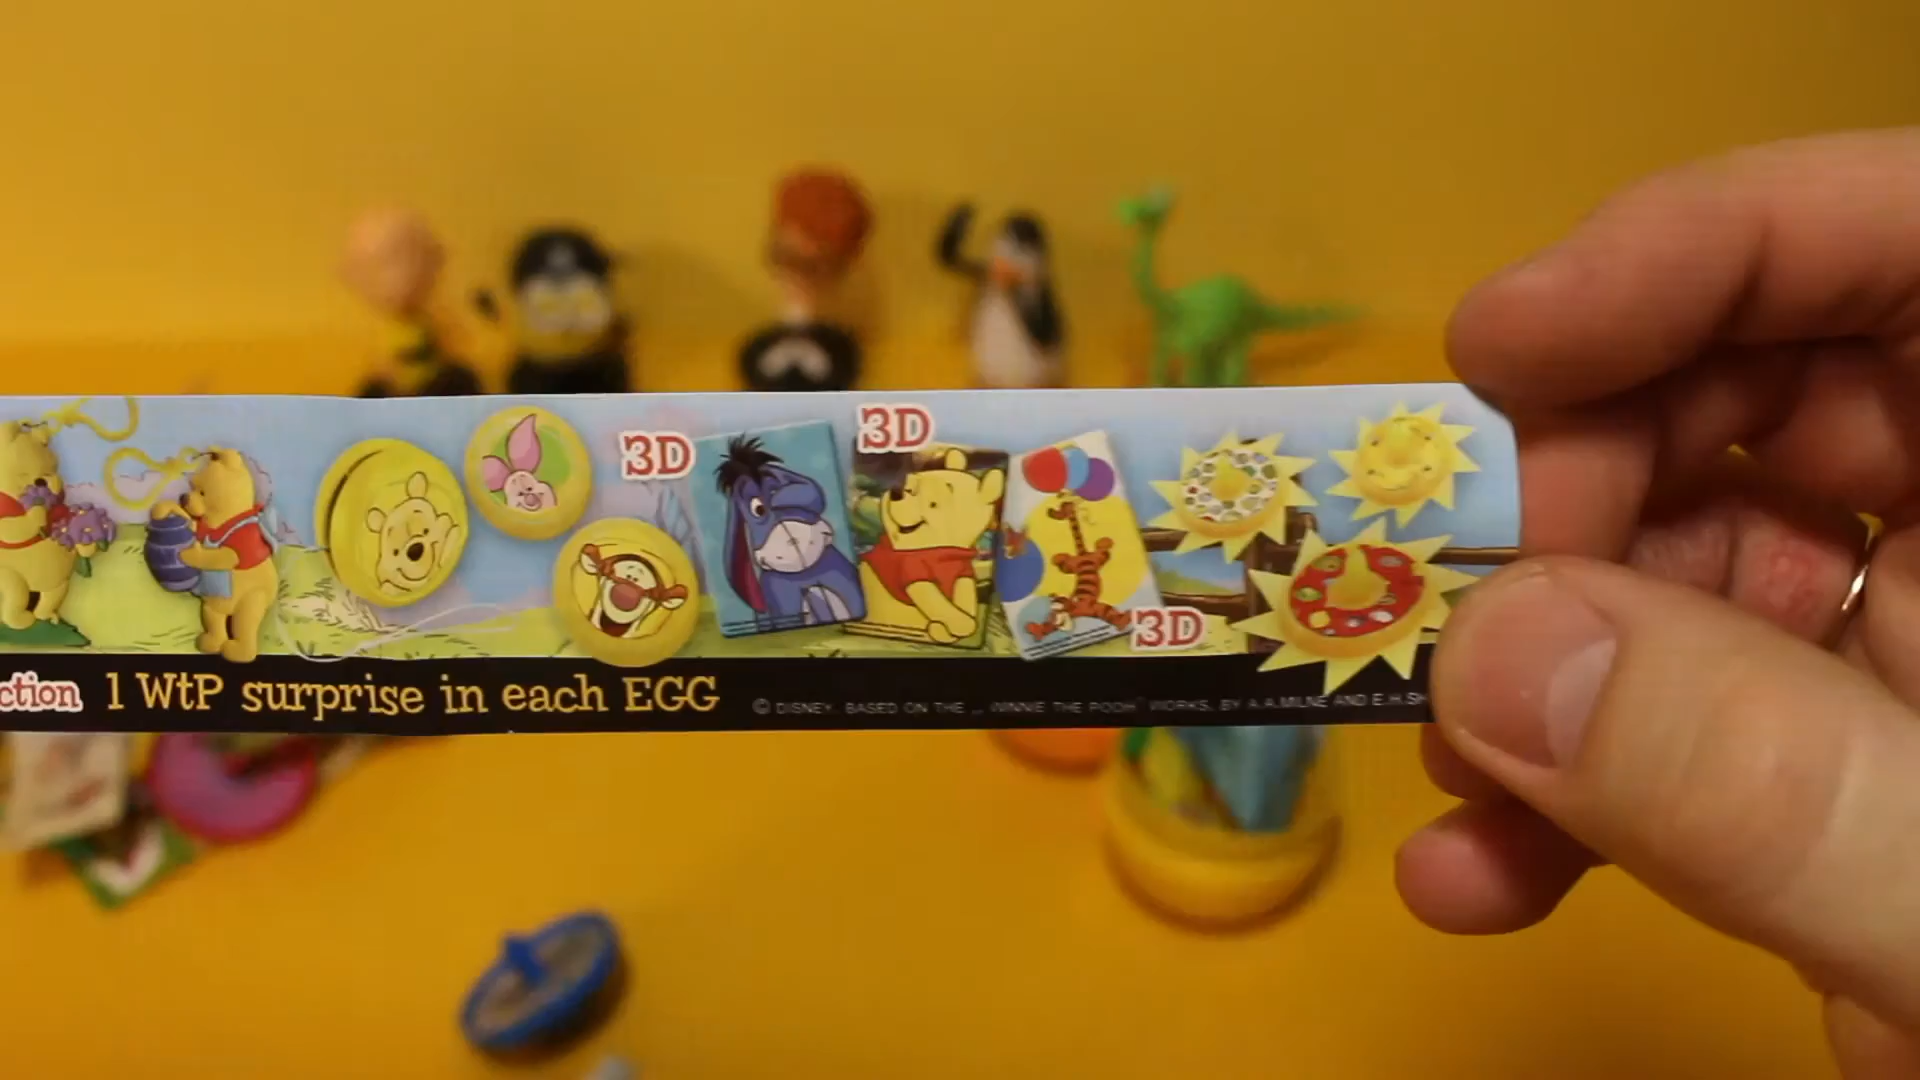 3D
3D
3D
ction 1 WtP surprise in each EGG
© DISNEY. BASED ON THE „ WINNIE THE POOH" WORKS, BY A.A.MILNE AND E.H.SH